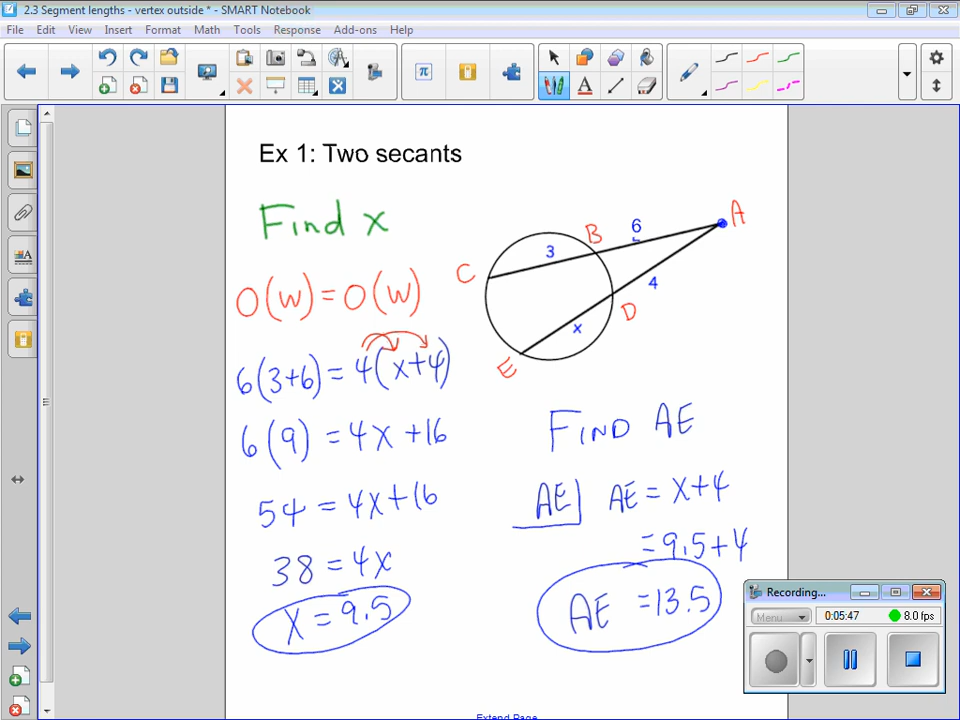 2.3 Segment lengths - vertex outside * - SMART Notebook
File Edit View Insert Format Math Tools Response Add-ons Help
π
A
Ex 1: Two secants
Find x
A
6
B
3
C
4
D
x
E
O(W)=O(W)
6(3+6)=4(x+4)
6(9)=4x+16
54=4x+16
38=4x
x=9.5
FIND AE
AE AE=x+4
=9.5+4
AE =13.5
Recording...
Menu 0:05:47 8.0 fps
Extend Page